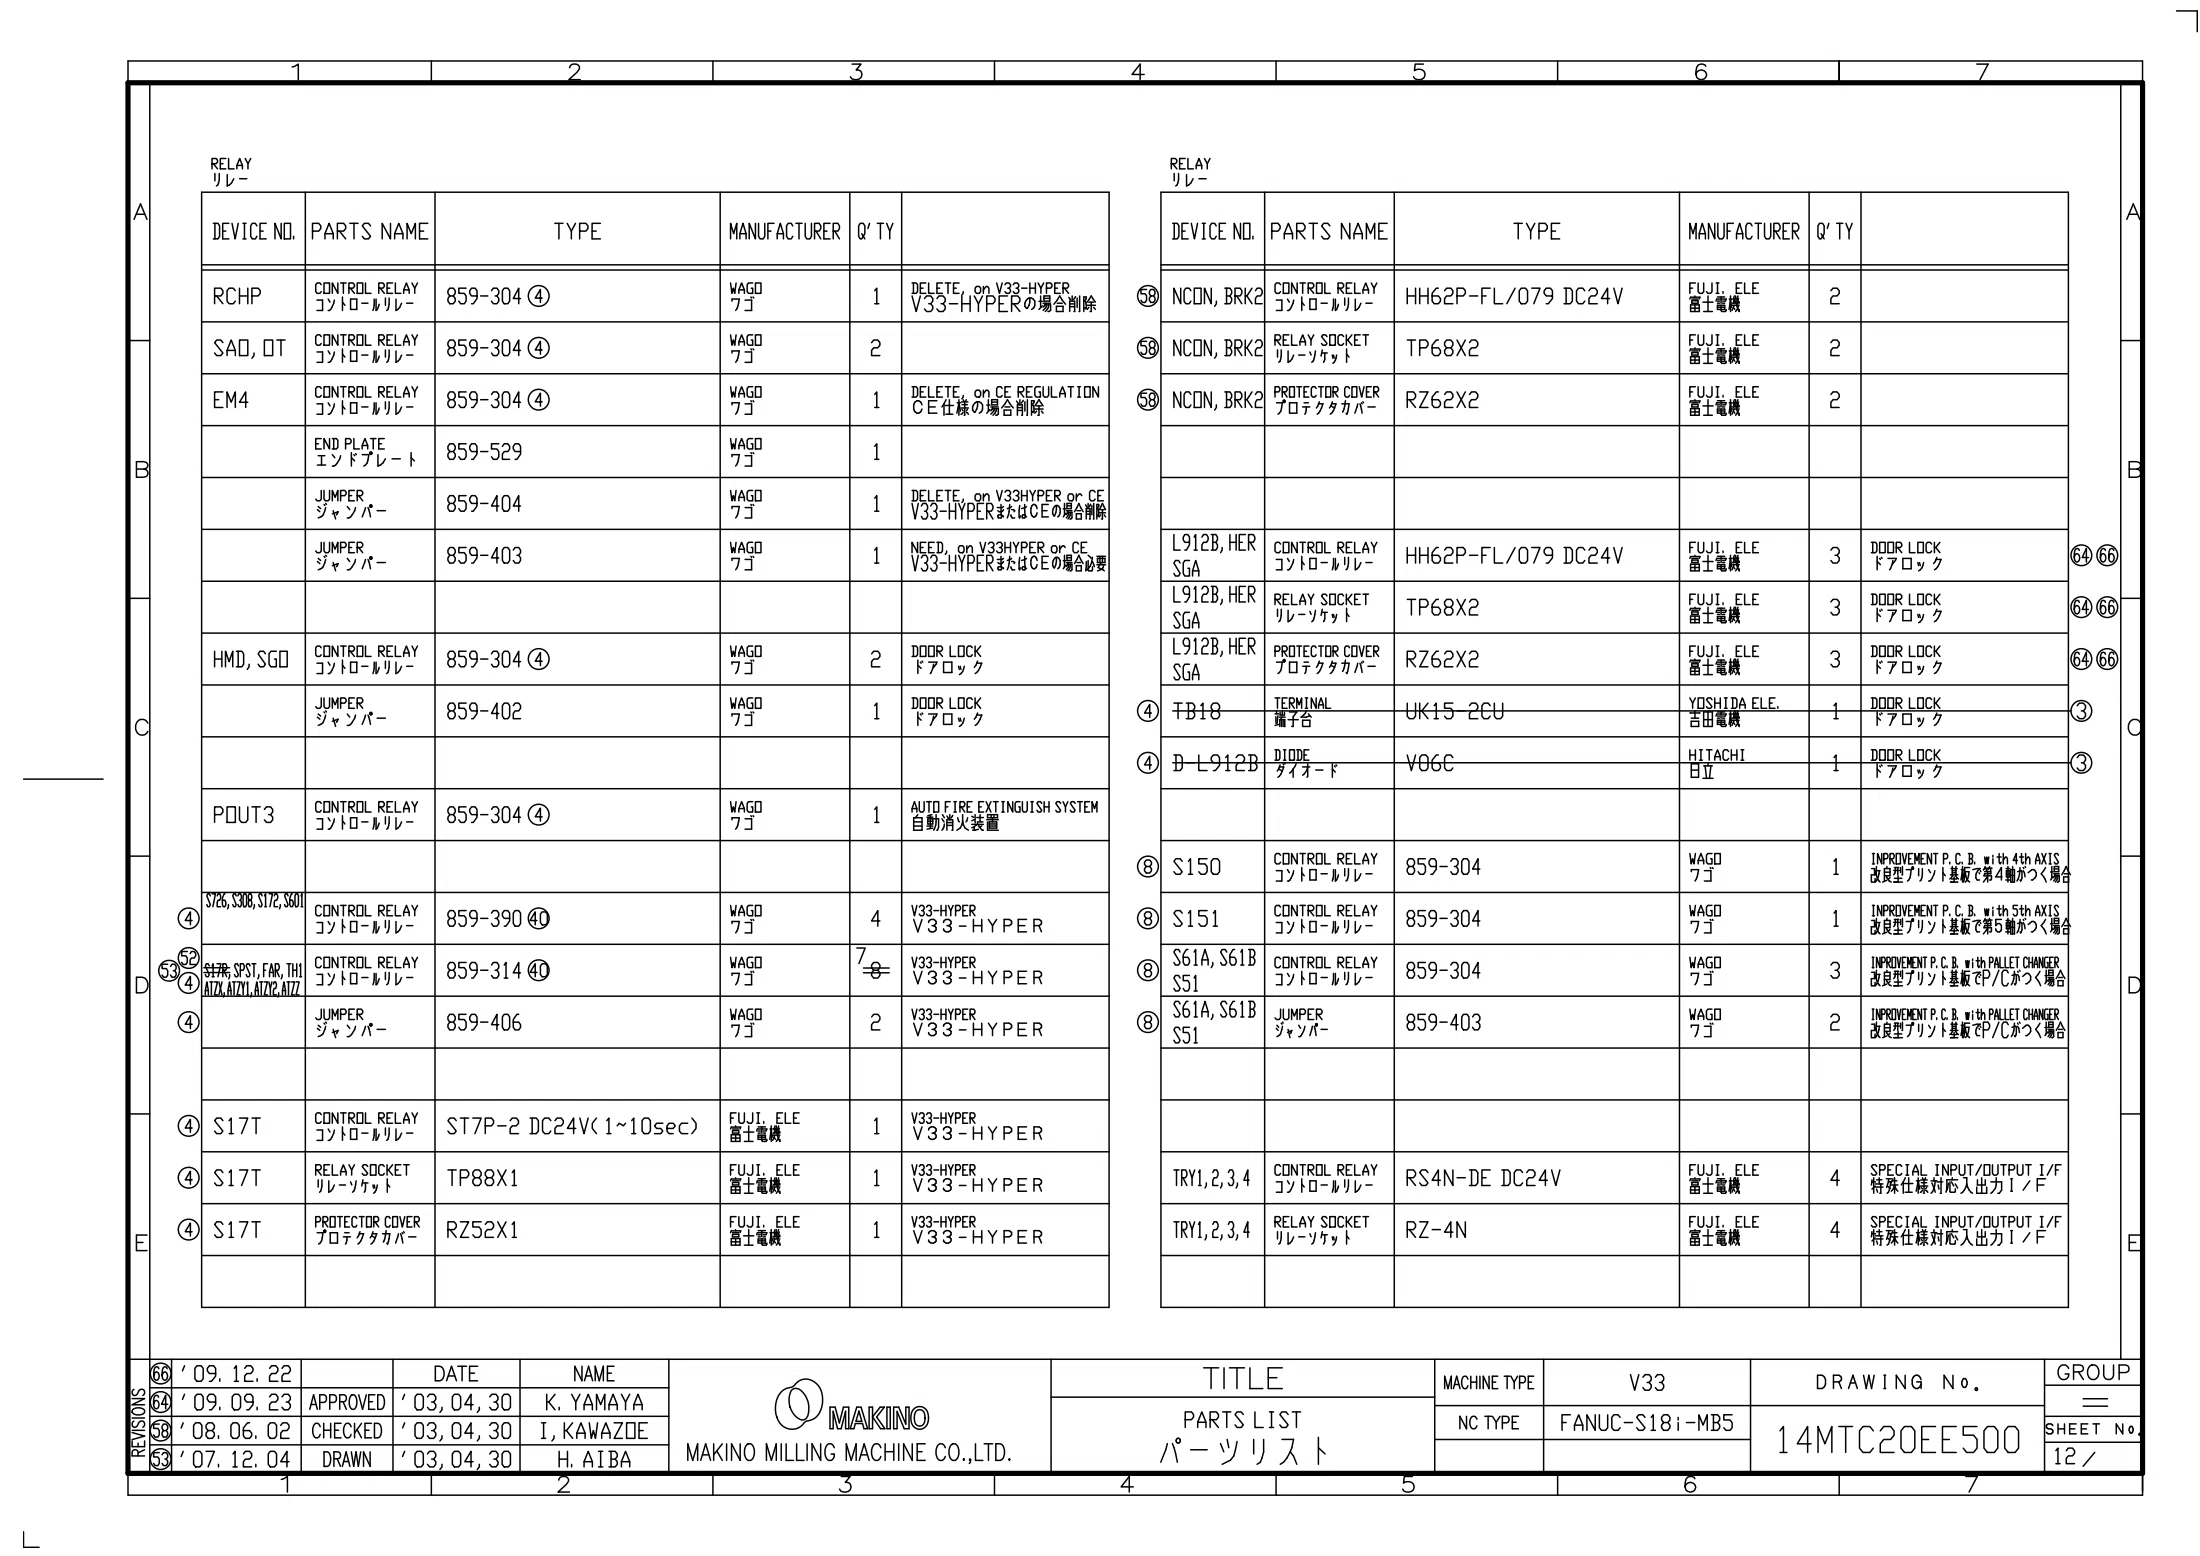 1 2 3 4 5 6 7
RELAY
リレー
DEVICE NO. PARTS NAME TYPE MANUFACTURER Q'TY
RCHP CONTROL RELAY コントロールリレー 859-304 ④ WAGO ワゴ 1 DELETE, on V33-HYPER V33-HYPERの場合削除
SAO, OT CONTROL RELAY コントロールリレー 859-304 ④ WAGO ワゴ 2
EM4 CONTROL RELAY コントロールリレー 859-304 ④ WAGO ワゴ 1 DELETE, on CE REGULATION CE仕様の場合削除
END PLATE エンドプレート 859-529 WAGO ワゴ 1
JUMPER ジャンパー 859-404 WAGO ワゴ 1 DELETE, on V33HYPER or CE V33-HYPERまたはCEの場合削除
JUMPER ジャンパー 859-403 WAGO ワゴ 1 NEED, on V33HYPER or CE V33-HYPERまたはCEの場合必要
HMD, SGO CONTROL RELAY コントロールリレー 859-304 ④ WAGO ワゴ 2 DOOR LOCK ドアロック
JUMPER ジャンパー 859-402 WAGO ワゴ 1 DOOR LOCK ドアロック
POUT3 CONTROL RELAY コントロールリレー 859-304 ④ WAGO ワゴ 1 AUTO FIRE EXTINGUISH SYSTEM 自動消火装置
④ S726, S308, S172, S601 CONTROL RELAY コントロールリレー 859-390 ㊵ WAGO ワゴ 4 V33-HYPER V33-HYPER
53 52 ④ S17R, SPST, FAR, TH1 ATZX, ATZY1, ATZY2, ATZZ CONTROL RELAY コントロールリレー 859-314 ㊵ WAGO ワゴ 7 8 V33-HYPER V33-HYPER
④ JUMPER ジャンパー 859-406 WAGO ワゴ 2 V33-HYPER V33-HYPER
④ S17T CONTROL RELAY コントロールリレー ST7P-2 DC24V(1~10sec) FUJI. ELE 富士電機 1 V33-HYPER V33-HYPER
④ S17T RELAY SOCKET リレーソケット TP88X1 FUJI. ELE 富士電機 1 V33-HYPER V33-HYPER
④ S17T PROTECTOR COVER プロテクタカバー RZ52X1 FUJI. ELE 富士電機 1 V33-HYPER V33-HYPER
RELAY
リレー
DEVICE NO. PARTS NAME TYPE MANUFACTURER Q'TY
58 NCON, BRK2 CONTROL RELAY コントロールリレー HH62P-FL/079 DC24V FUJI. ELE 富士電機 2
58 NCON, BRK2 RELAY SOCKET リレーソケット TP68X2 FUJI. ELE 富士電機 2
58 NCON, BRK2 PROTECTOR COVER プロテクタカバー RZ62X2 FUJI. ELE 富士電機 2
L912B, HER SGA CONTROL RELAY コントロールリレー HH62P-FL/079 DC24V FUJI. ELE 富士電機 3 DOOR LOCK ドアロック 64 66
L912B, HER SGA RELAY SOCKET リレーソケット TP68X2 FUJI. ELE 富士電機 3 DOOR LOCK ドアロック 64 66
L912B, HER SGA PROTECTOR COVER プロテクタカバー RZ62X2 FUJI. ELE 富士電機 3 DOOR LOCK ドアロック 64 66
④ TB18 TERMINAL 端子台 UK15-2CU YOSHIDA ELE. 吉田電機 1 DOOR LOCK ドアロック ③
④ D-L912B DIODE ダイオード V06C HITACHI 日立 1 DOOR LOCK ドアロック ③
⑧ S150 CONTROL RELAY コントロールリレー 859-304 WAGO ワゴ 1 INPROVEMENT P.C.B. with 4th AXIS 改良型プリント基板で第4軸がつく場合
⑧ S151 CONTROL RELAY コントロールリレー 859-304 WAGO ワゴ 1 INPROVEMENT P.C.B. with 5th AXIS 改良型プリント基板で第5軸がつく場合
⑧ S61A, S61B S51 CONTROL RELAY コントロールリレー 859-304 WAGO ワゴ 3 INPROVEMENT P.C.B. with PALLET CHANGER 改良型プリント基板でP/Cがつく場合
⑧ S61A, S61B S51 JUMPER ジャンパー 859-403 WAGO ワゴ 2 INPROVEMENT P.C.B. with PALLET CHANGER 改良型プリント基板でP/Cがつく場合
TRY1, 2, 3, 4 CONTROL RELAY コントロールリレー RS4N-DE DC24V FUJI. ELE 富士電機 4 SPECIAL INPUT/OUTPUT I/F 特殊仕様対応入出力I/F
TRY1, 2, 3, 4 RELAY SOCKET リレーソケット RZ-4N FUJI. ELE 富士電機 4 SPECIAL INPUT/OUTPUT I/F 特殊仕様対応入出力I/F
A A
B B
C C
D D
E E
REVISIONS
66 '09. 12. 22 DATE NAME
64 '09. 09. 23 APPROVED '03, 04, 30 K. YAMAYA
58 '08. 06. 02 CHECKED '03, 04, 30 I, KAWAZOE
53 '07. 12. 04 DRAWN '03, 04, 30 H. AIBA
MAKINO
MAKINO MILLING MACHINE CO.,LTD.
TITLE
PARTS LIST
パーツリスト
MACHINE TYPE V33
NC TYPE FANUC-S18i-MB5
DRAWING No.
14MTC20EE500
GROUP
=
SHEET No.
12/
1 2 3 4 5 6 7